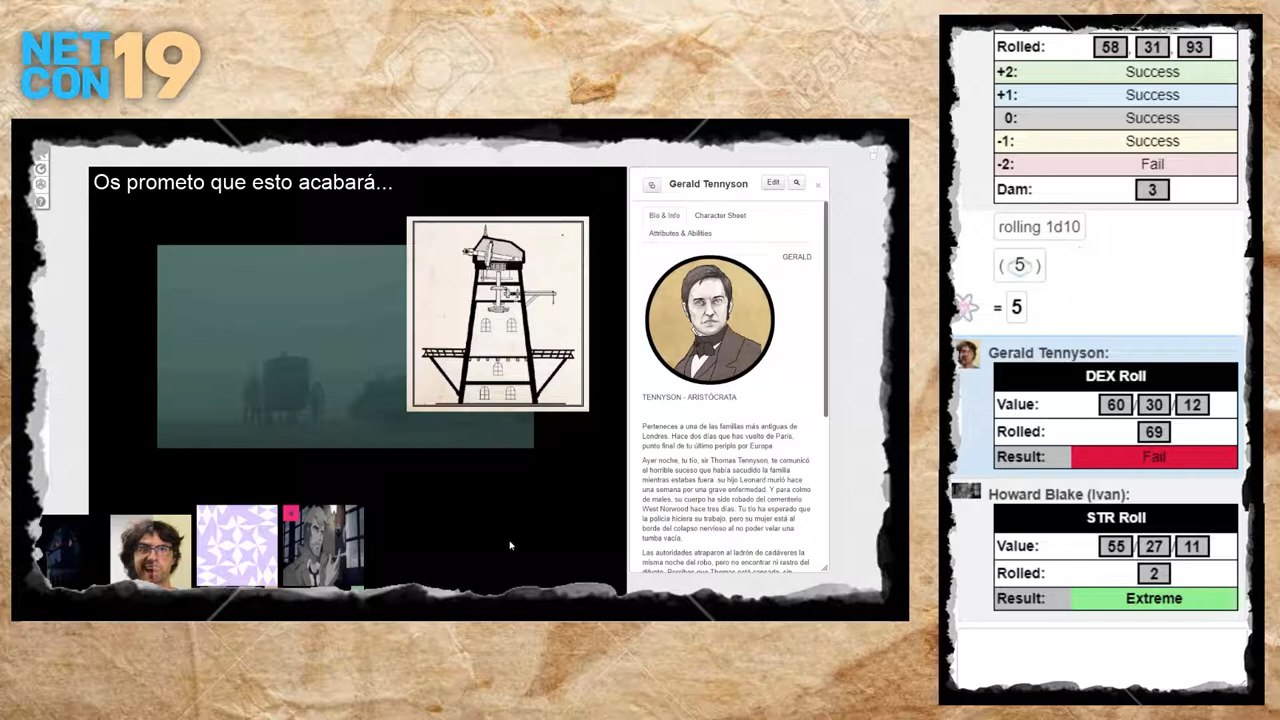 NET
CON 19
Os prometo que esto acabará...
Gerald Tennyson
Edit
Bio & Info
Character Sheet
Attributes & Abilities
GERALD
TENNYSON - ARISTÓCRATA
Perteneces a una de las familias más antiguas de
Londres. Hace dos días que has vuelto de París,
punto final de tu último periplo por Europa
Ayer noche, tu tío, sir Thomas Tennyson, te comunicó
el horrible suceso que había sacudido la familia
mientras estabas fuera: su hijo Leonard murió hace
una semana por una grave enfermedad. Y para colmo
de males, su cuerpo ha sido robado del cementerio
West Norwood hace tres días. Tu tío ha esperado que
la policía hiciera su trabajo, pero su mujer está al
borde del colapso nervioso al no poder velar una
tumba vacía.
Las autoridades atraparon al ladrón de cadáveres la
misma noche del robo, pero no encontrar ni rastro del
Rolled: 58 , 31 , 93
+2: Success
+1: Success
0: Success
-1: Success
-2: Fail
Dam: 3
rolling 1d10
( 5 )
= 5
Gerald Tennyson:
DEX Roll
Value: 60 / 30 / 12
Rolled: 69
Result: Fail
Howard Blake (Ivan):
STR Roll
Value: 55 / 27 / 11
Rolled: 2
Result: Extreme